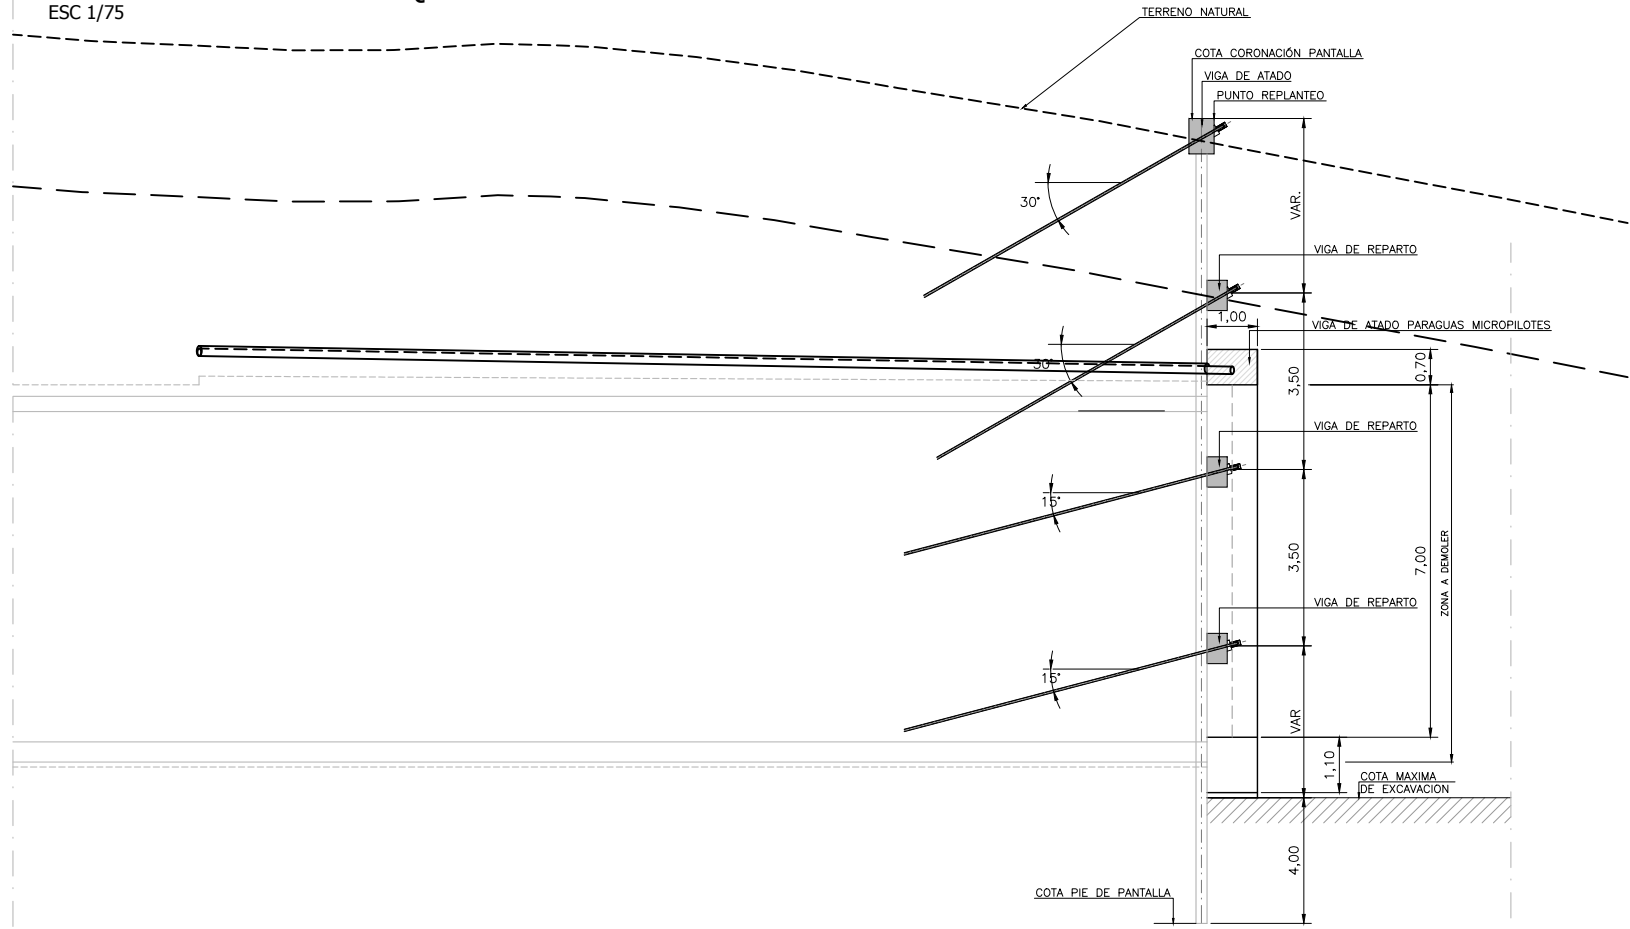 ESC 1/75
TERRENO NATURAL
COTA CORONACIÓN PANTALLA
VIGA DE ATADO
PUNTO REPLANTEO
30°
VAR.
VIGA DE REPARTO
1,00
VIGA DE ATADO PARAGUAS MICROPILOTES
30°
3,50
0,70
VIGA DE REPARTO
15°
3,50
7,00
ZONA A DEMOLER
VIGA DE REPARTO
15°
VAR
1,10
COTA MAXIMA
DE EXCAVACION
4,00
COTA PIE DE PANTALLA